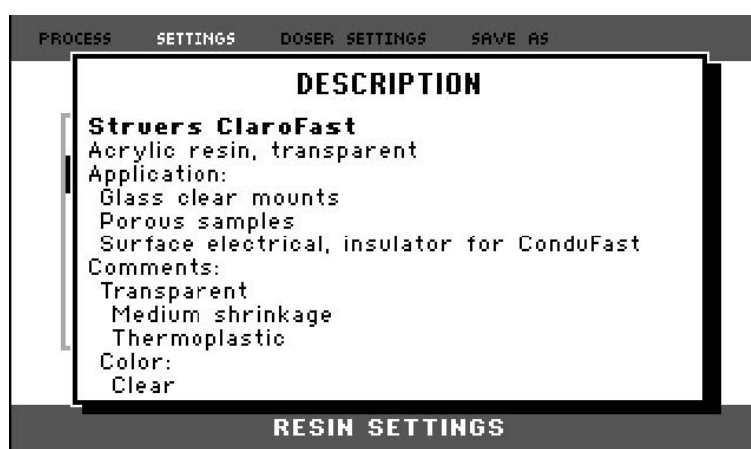 PROCESS SETTINGS DOSER SETTINGS SAVE AS
DESCRIPTION
Struers ClaroFast
Acrylic resin, transparent
Application:
Glass clear mounts
Porous samples
Surface electrical, insulator for ConduFast
Comments:
Transparent
Medium shrinkage
Thermoplastic
Color:
Clear
RESIN SETTINGS